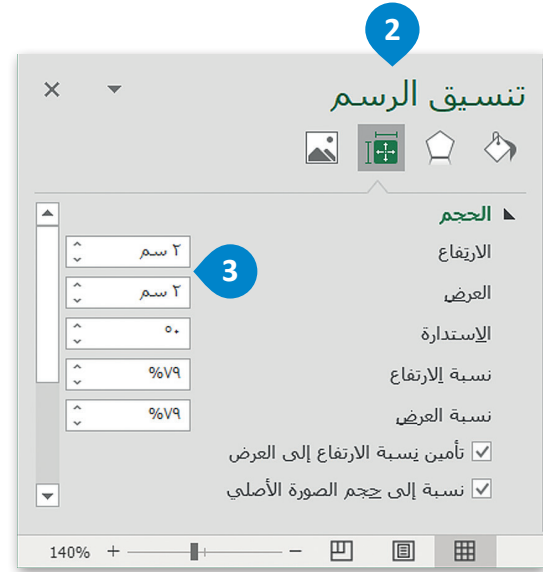 2
تنسيق الرسم
الحجم
الارتفاع ٢ سم
3
العرض ٢ سم
الاستدارة ٠°
نسبة الارتفاع ٧٩%
نسبة العرض ٧٩%
تأمين نسبة الارتفاع إلى العرض
نسبة إلى حجم الصورة الأصلي
140%